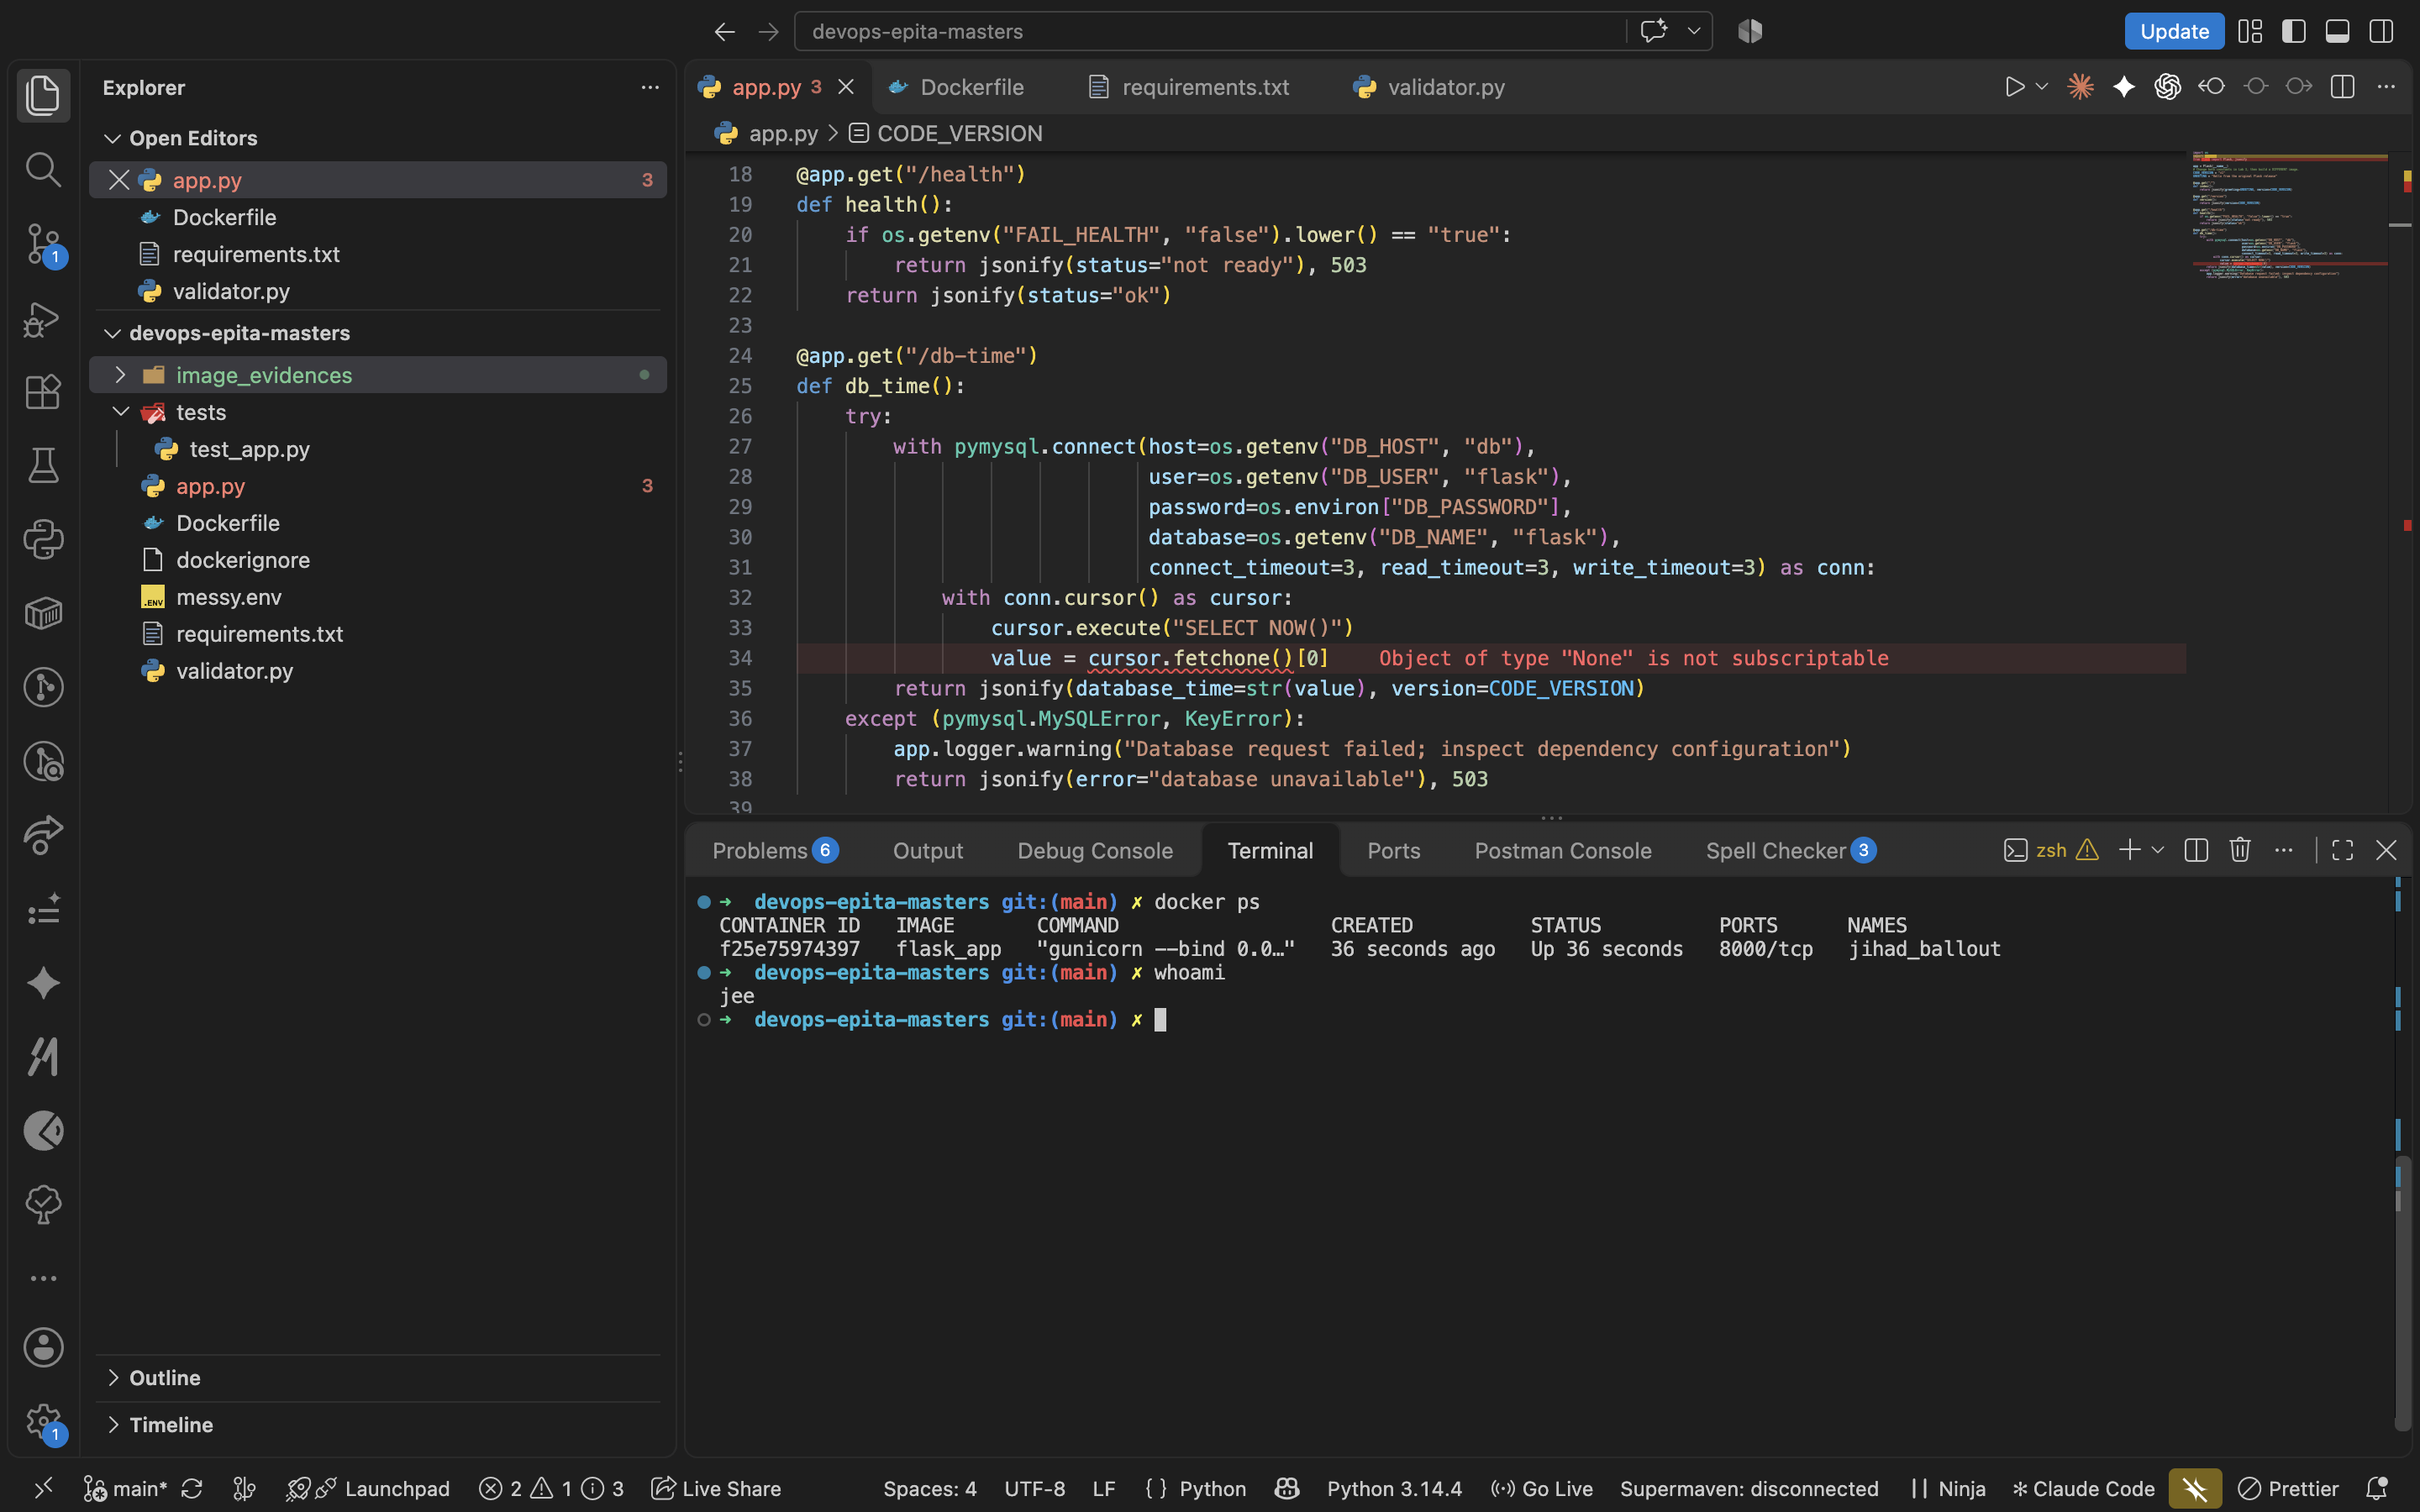 devops-epita-masters
Update
Explorer
app.py 3
Dockerfile
requirements.txt
validator.py
app.py > CODE_VERSION
Open Editors
app.py 3
Dockerfile
requirements.txt
validator.py
1
devops-epita-masters
image_evidences
tests
test_app.py
app.py 3
Dockerfile
dockerignore
.ENV messy.env
requirements.txt
validator.py
Outline
Timeline
1
18 @app.get("/health")
19 def health():
20 if os.getenv("FAIL_HEALTH", "false").lower() == "true":
21 return jsonify(status="not ready"), 503
22 return jsonify(status="ok")
23
24 @app.get("/db-time")
25 def db_time():
26 try:
27 with pymysql.connect(host=os.getenv("DB_HOST", "db"),
28 user=os.getenv("DB_USER", "flask"),
29 password=os.environ["DB_PASSWORD"],
30 database=os.getenv("DB_NAME", "flask"),
31 connect_timeout=3, read_timeout=3, write_timeout=3) as conn:
32 with conn.cursor() as cursor:
33 cursor.execute("SELECT NOW()")
34 value = cursor.fetchone()[0] Object of type "None" is not subscriptable
35 return jsonify(database_time=str(value), version=CODE_VERSION)
36 except (pymysql.MySQLError, KeyError):
37 app.logger.warning("Database request failed; inspect dependency configuration")
38 return jsonify(error="database unavailable"), 503
39
Problems 6 Output Debug Console Terminal Ports Postman Console Spell Checker 3 zsh
➜ devops-epita-masters git:(main) ✗ docker ps
CONTAINER ID IMAGE COMMAND CREATED STATUS PORTS NAMES
f25e75974397 flask_app "gunicorn --bind 0.0…" 36 seconds ago Up 36 seconds 8000/tcp jihad_ballout
➜ devops-epita-masters git:(main) ✗ whoami
jee
➜ devops-epita-masters git:(main) ✗
main* Launchpad 2 1 3 Live Share Spaces: 4 UTF-8 LF {} Python Python 3.14.4 Go Live Supermaven: disconnected Ninja Claude Code Prettier